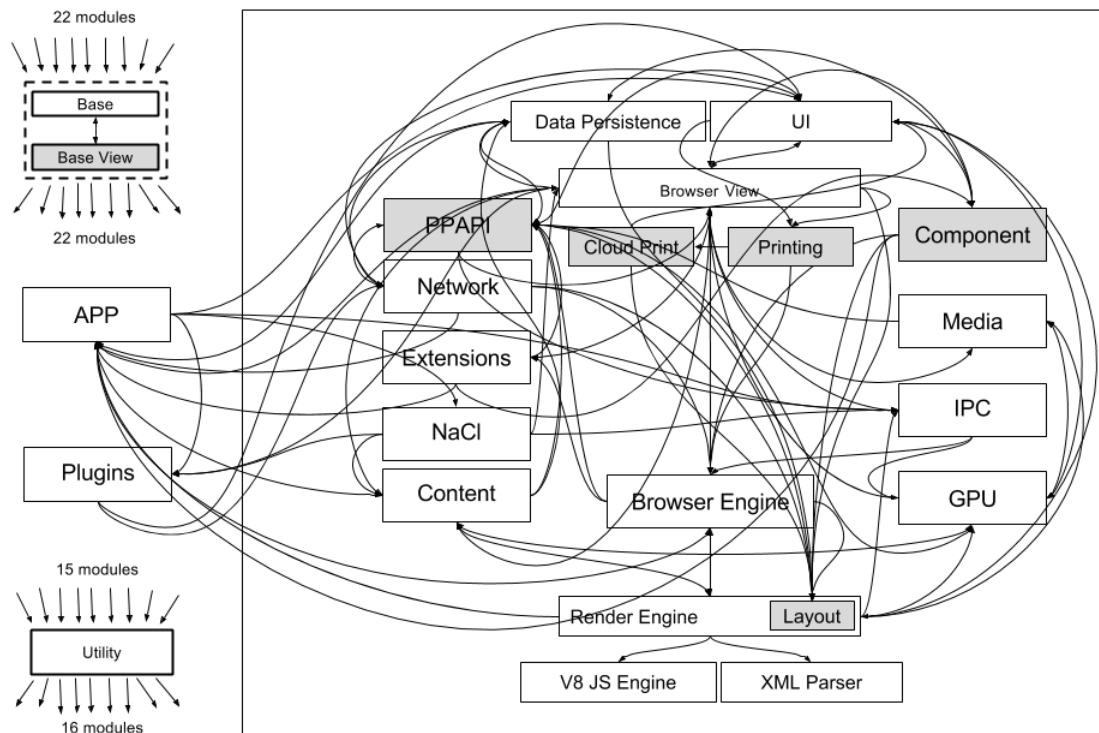 22 modules
Base
Base View
22 modules
Data Persistence
UI
Browser View
PPAPI
Cloud Print
Printing
Component
Network
APP
Media
Extensions
IPC
NaCl
Plugins
Content
Browser Engine
GPU
15 modules
Render Engine
Layout
Utility
V8 JS Engine
XML Parser
16 modules